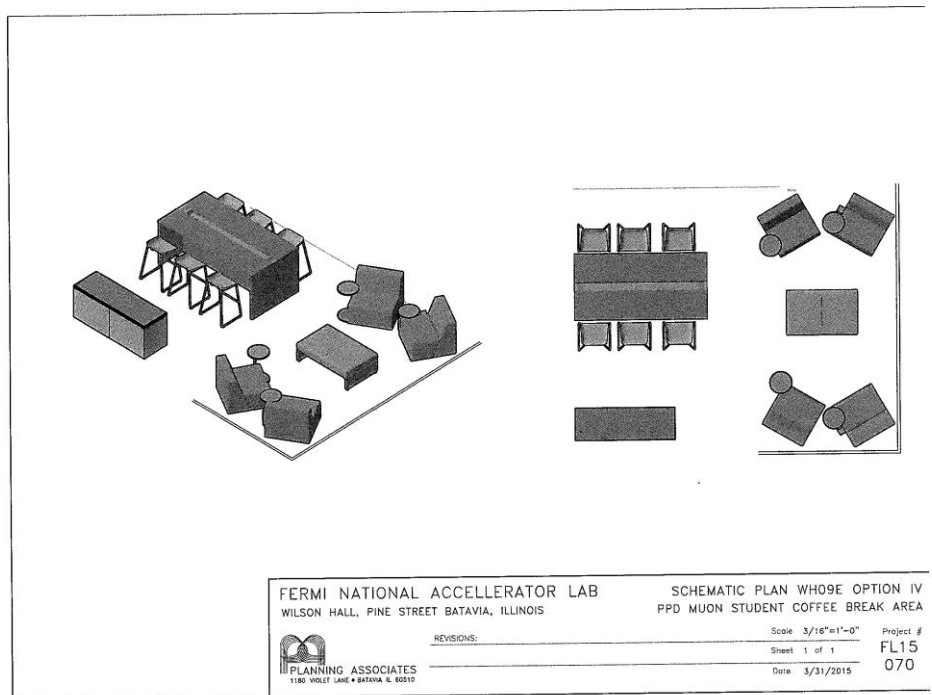 FERMI NATIONAL ACCELLERATOR LAB
WILSON HALL, PINE STREET BATAVIA, ILLINOIS
SCHEMATIC PLAN WH09E OPTION IV
PPD MUON STUDENT COFFEE BREAK AREA
PLANNING ASSOCIATES
1180 VIOLET LANE • BATAVIA IL 60510
REVISIONS:
Scale 3/16"=1'-0"
Sheet 1 of 1
Date 3/31/2015
Project #
FL15
070